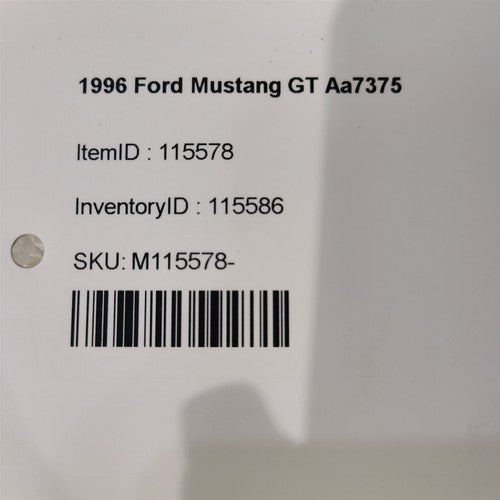 1996 Ford Mustang GT Aa7375
ItemID : 115578
InventoryID : 115586
SKU: M115578-